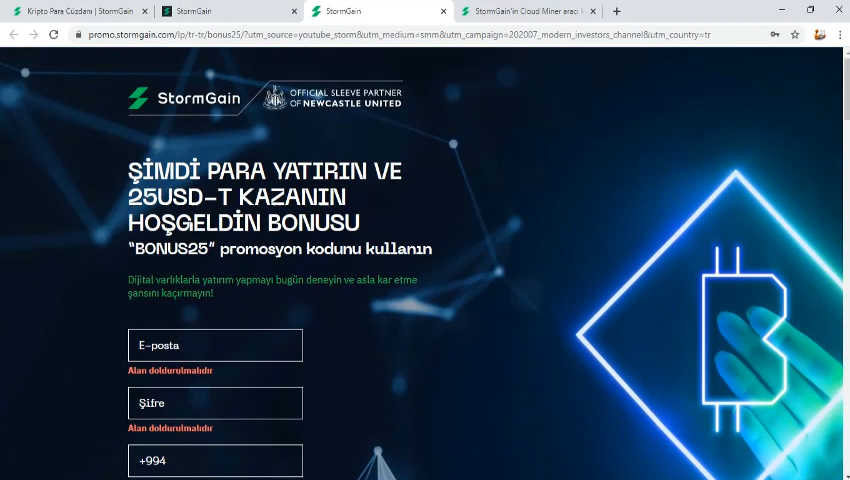 Kripto Para Cüzdanı | StormGain
StormGain
StormGain
StormGain'in Cloud Miner aracı k
promo.stormgain.com/lp/tr-tr/bonus25/?utm_source=youtube_storm&utm_medium=smm&utm_campaign=202007_modern_investors_channel&utm_country=tr
StormGain
OFFICIAL SLEEVE PARTNER
OF NEWCASTLE UNITED
ŞİMDİ PARA YATIRIN VE
25USD-T KAZANIN
HOŞGELDİN BONUSU
"BONUS25" promosyon kodunu kullanın
Dijital varlıklarla yatırım yapmayı bugün deneyin ve asla kar etme
şansını kaçırmayın!
E-posta
Alan doldurulmalıdır
Şifre
Alan doldurulmalıdır
+994